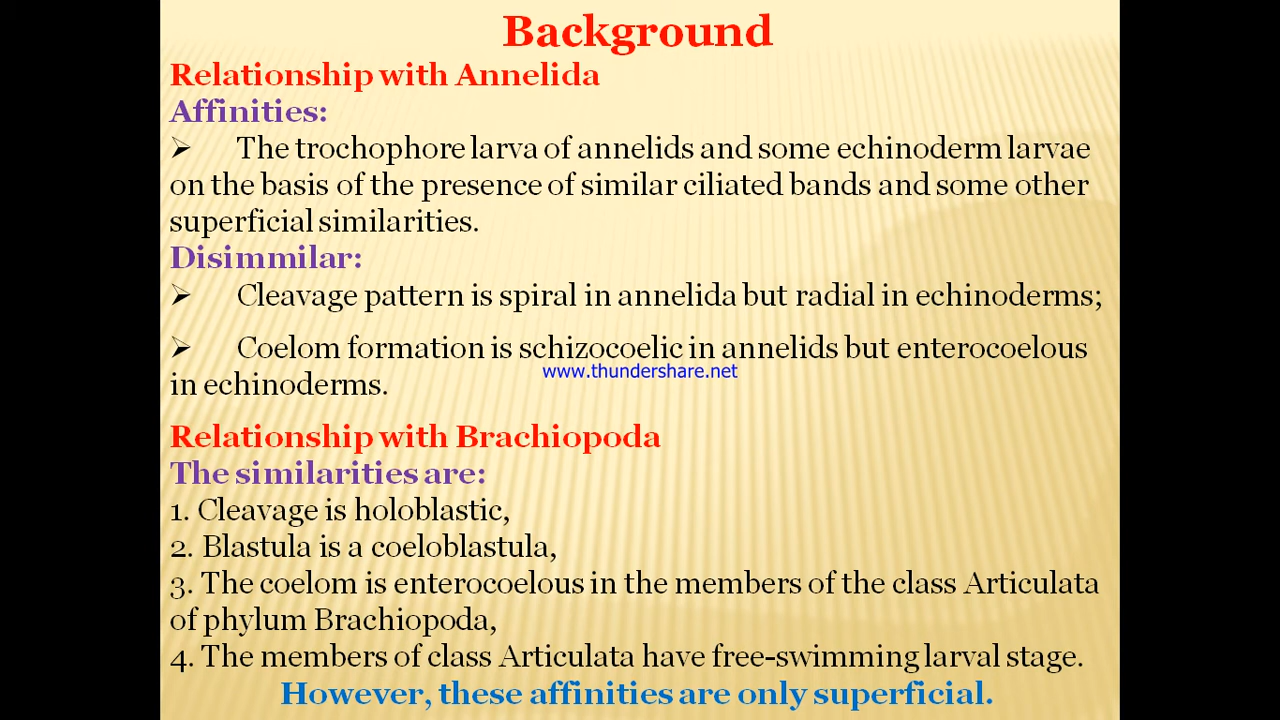 Background
Relationship with Annelida
Affinities:
➢ The trochophore larva of annelids and some echinoderm larvae
on the basis of the presence of similar ciliated bands and some other
superficial similarities.
Disimmilar:
➢ Cleavage pattern is spiral in annelida but radial in echinoderms;
➢ Coelom formation is schizocoelic in annelids but enterocoelous
www.thundershare.net
in echinoderms.
Relationship with Brachiopoda
The similarities are:
1. Cleavage is holoblastic,
2. Blastula is a coeloblastula,
3. The coelom is enterocoelous in the members of the class Articulata
of phylum Brachiopoda,
4. The members of class Articulata have free-swimming larval stage.
However, these affinities are only superficial.